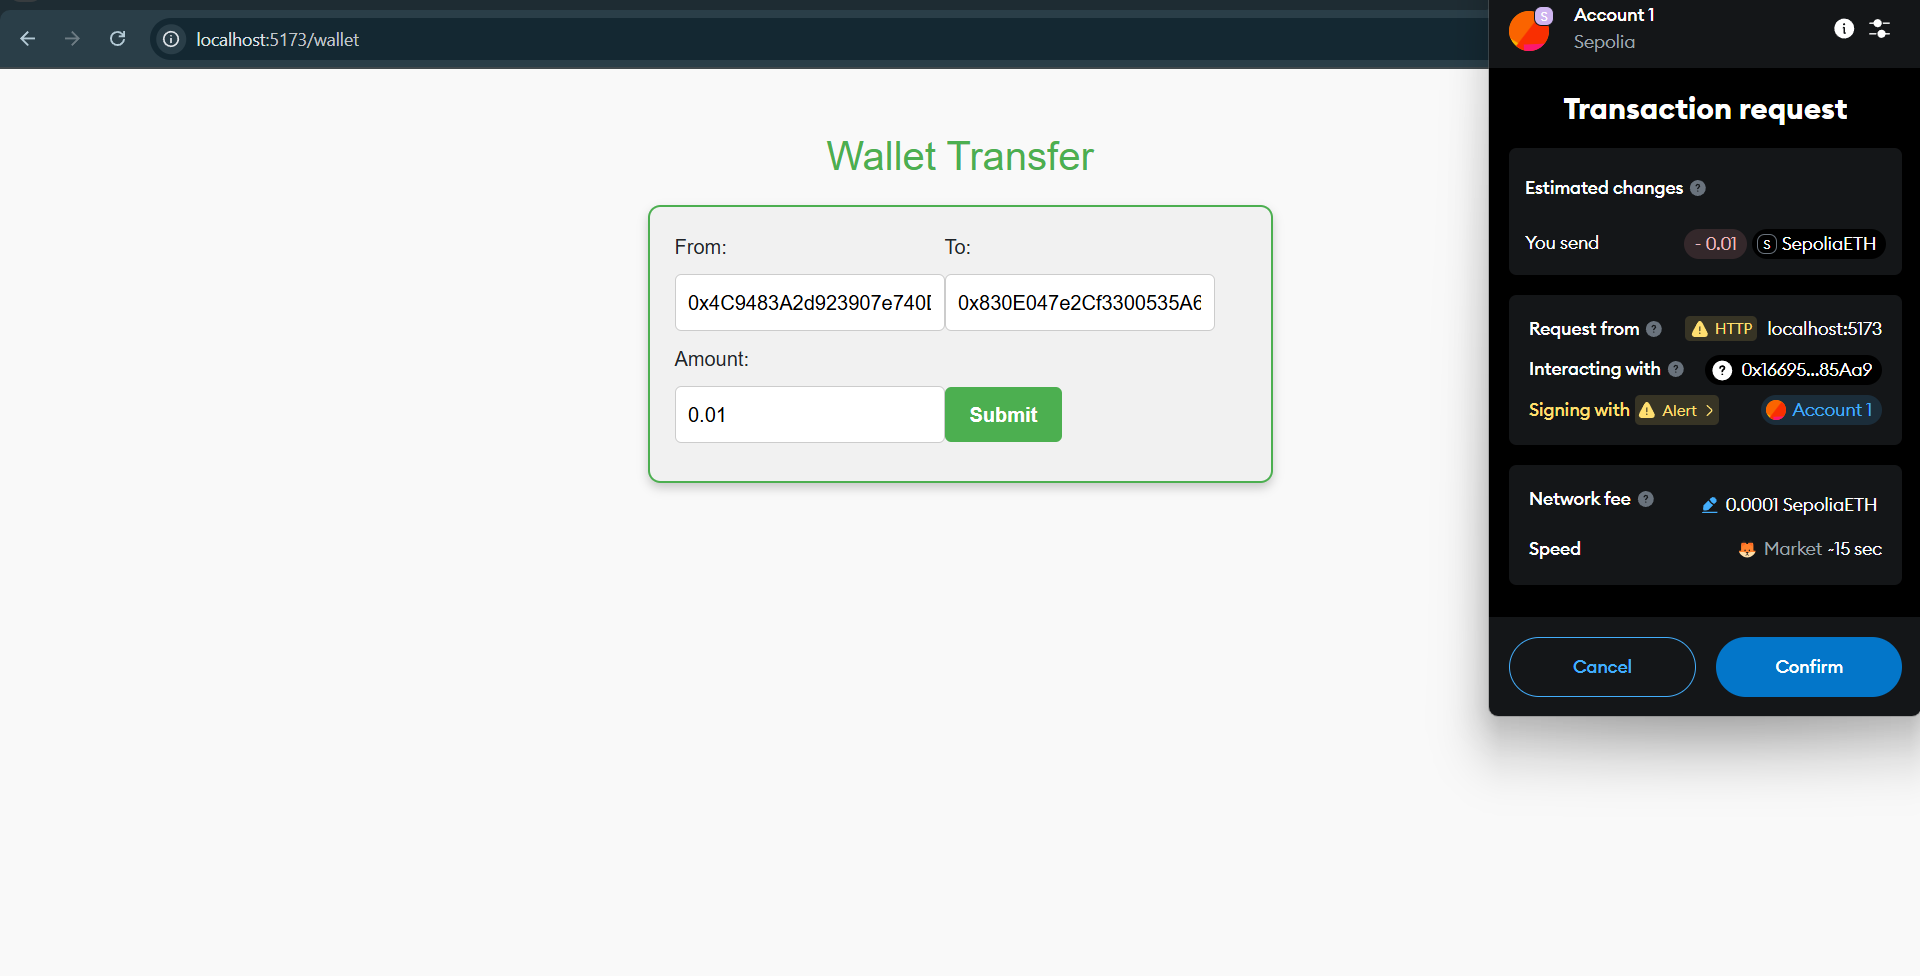 localhost:5173/wallet
Wallet Transfer
From:
To:
0x4C9483A2d923907e740
0x830E047e2Cf3300535A6
Amount:
0.01
Submit
S
Account 1
Sepolia
Transaction request
Estimated changes ?
You send
- 0.01
S SepoliaETH
Request from ?
HTTP localhost:5173
Interacting with ?
? 0x16695...85Aa9
Signing with
Alert >
Account 1
Network fee ?
0.0001 SepoliaETH
Speed
Market ~15 sec
Cancel
Confirm